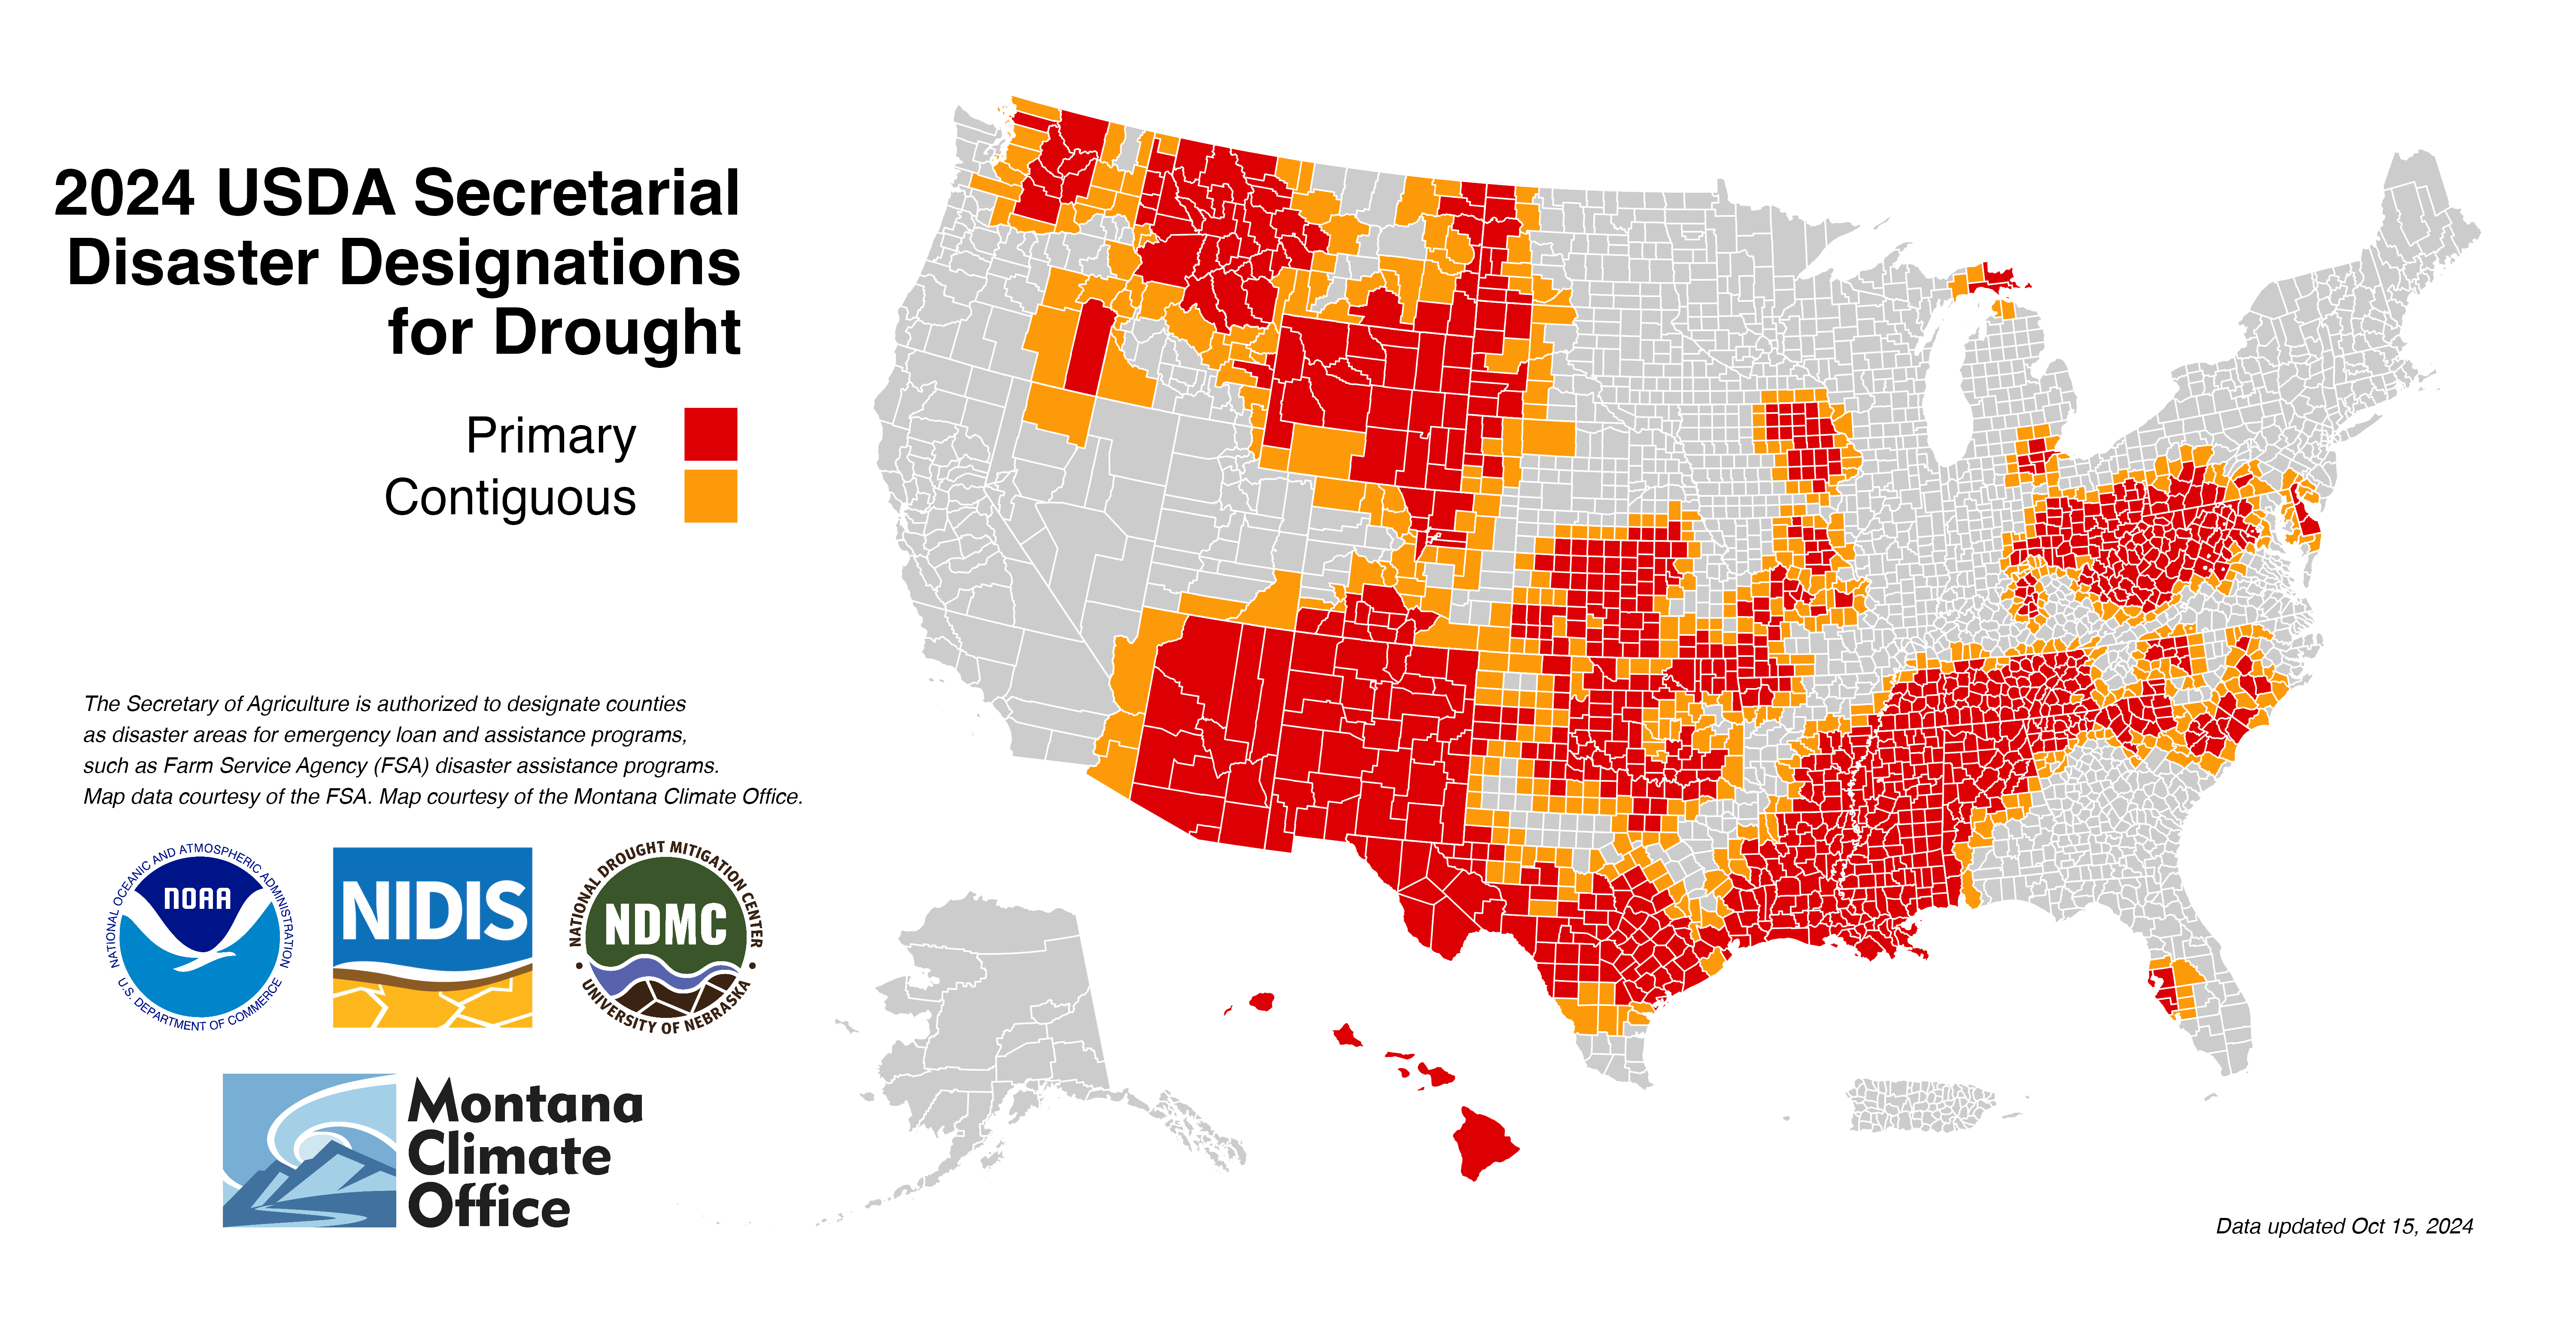 2024 USDA Secretarial
Disaster Designations
for Drought
Primary
Contiguous
The Secretary of Agriculture is authorized to designate counties
as disaster areas for emergency loan and assistance programs,
such as Farm Service Agency (FSA) disaster assistance programs.
Map data courtesy of the FSA. Map courtesy of the Montana Climate Office.
NATIONAL OCEANIC AND ATMOSPHERIC ADMINISTRATION
NOAA
U.S. DEPARTMENT OF COMMERCE
NIDIS
NATIONAL DROUGHT MITIGATION CENTER
NDMC
UNIVERSITY OF NEBRASKA
Montana
Climate
Office
Data updated Oct 15, 2024